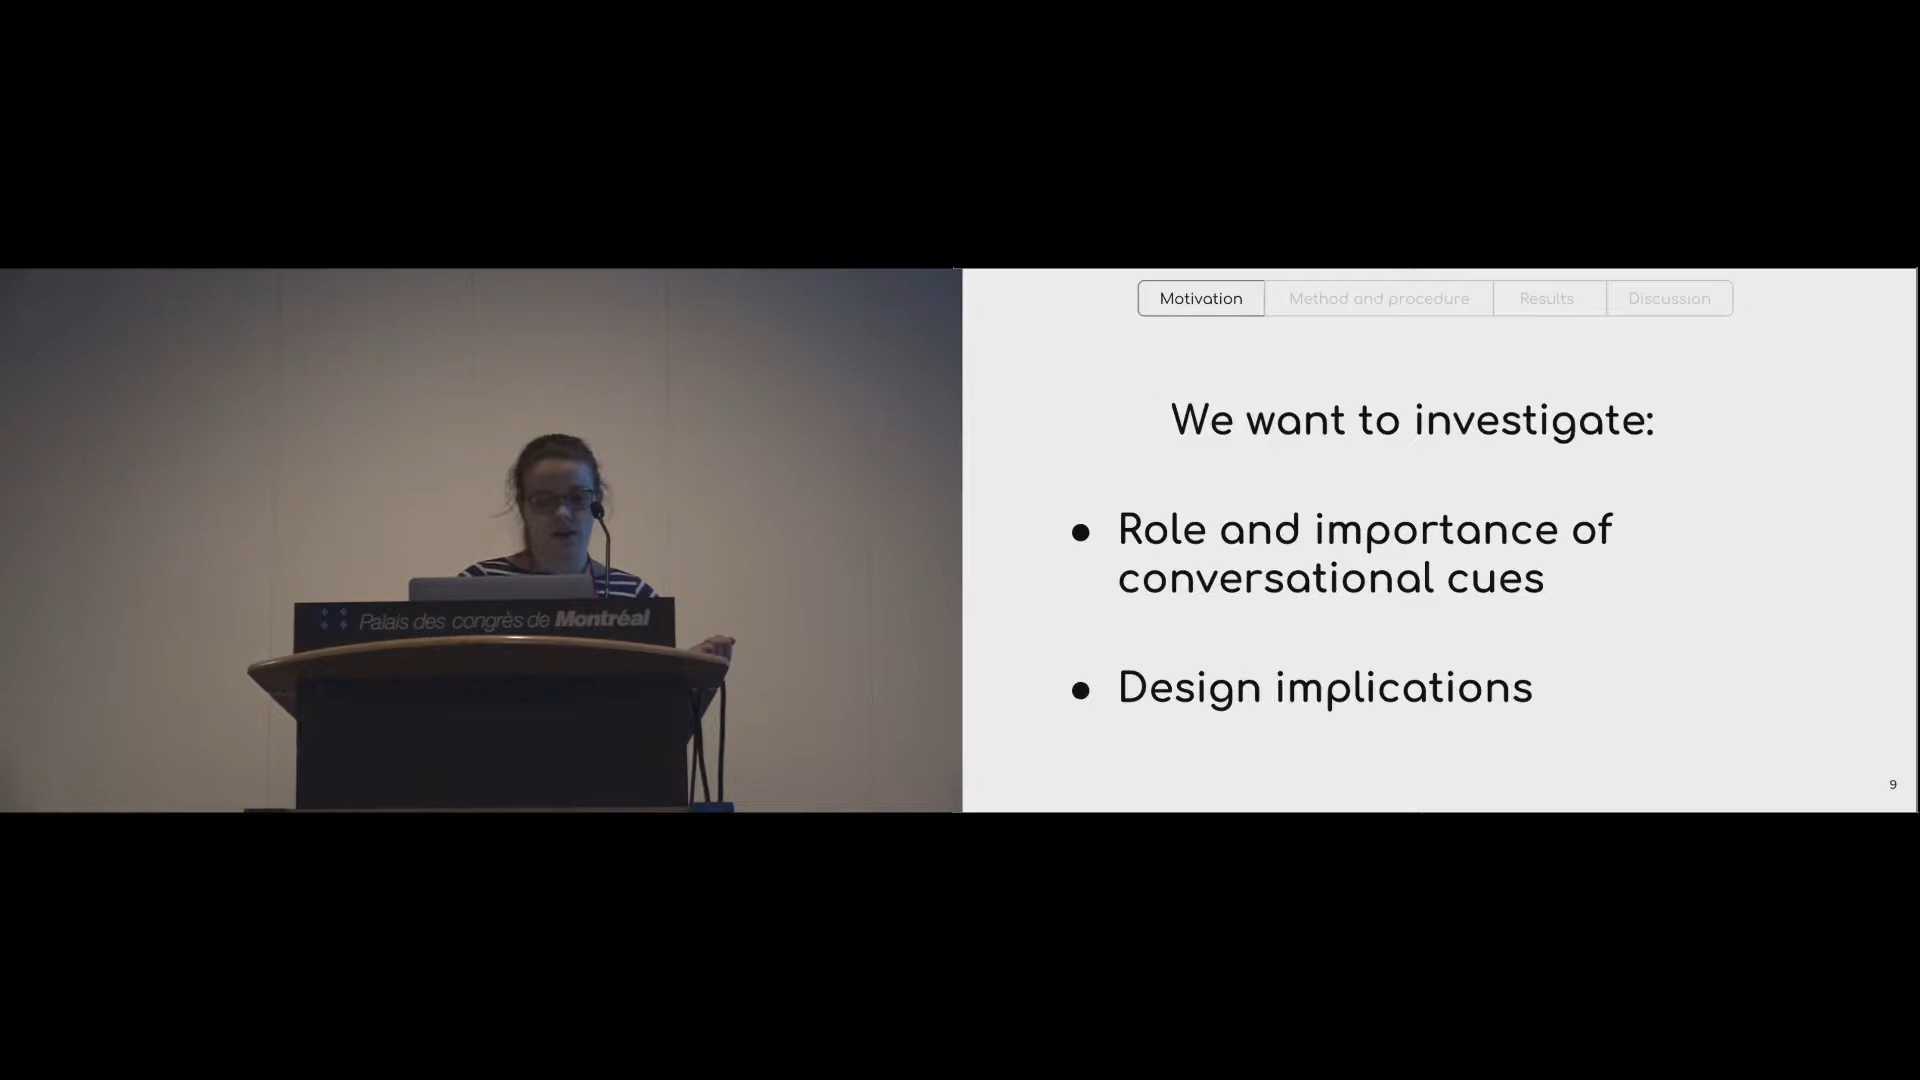 Palais des congrès de Montréal
Motivation
Method and procedure
Results
Discussion
We want to investigate:
● Role and importance of
conversational cues
● Design implications
9